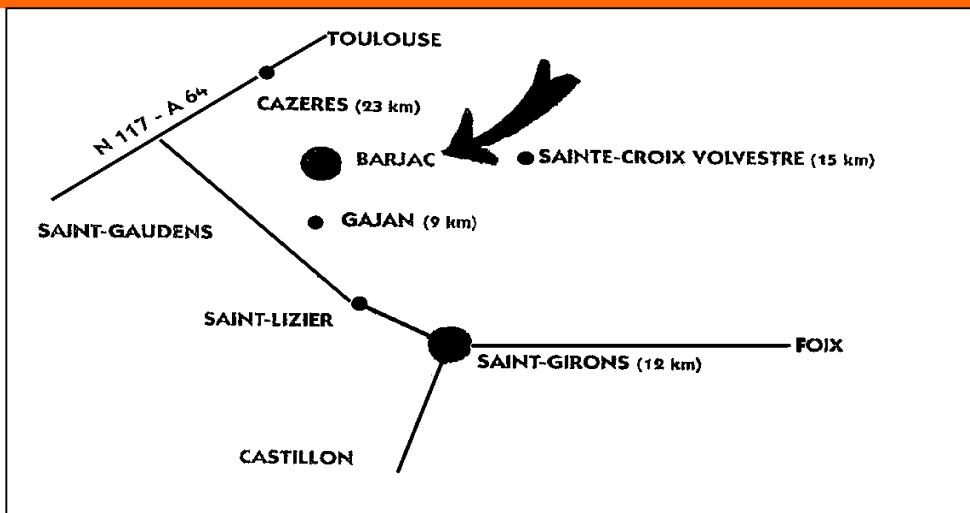 TOULOUSE
CAZERES (23 km)
N 117 - A 64
BARJAC
SAINTE-CROIX VOLVESTRE (15 km)
SAINT-GAUDENS
GAJAN (9 km)
SAINT-LIZIER
FOIX
SAINT-GIRONS (12 km)
CASTILLON